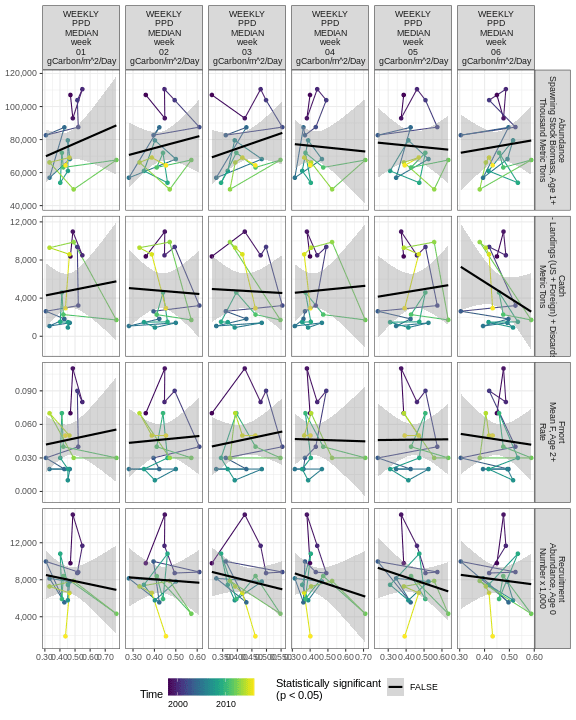 WEEKLY WEEKLY WEEKLY WEEKLY WEEKLY WEEKLY
PPD PPD PPD PPD PPD PPD
MEDIAN MEDIAN MEDIAN MEDIAN MEDIAN MEDIAN
week week week week week week
01 02 03 04 05 06
gCarbon/m^2/Day gCarbon/m^2/Day gCarbon/m^2/Day gCarbon/m^2/Day gCarbon/m^2/Day gCarbon/m^2/Day
120,000
100,000
80,000
60,000
40,000
Abundance
Spawning Stock Biomass, Age 1+
Thousand Metric Tons
12,000
8,000
4,000
0
Catch
- Landings (US + Foreign) + Discards
Metric Tons
0.090
0.060
0.030
0.000
Fmort
Mean F, Age 2+
Rate
12,000
8,000
4,000
Recruitment
Abundance, Age 0
Number x 1,000
0.30 0.40 0.50 0.60 0.70 0.30 0.40 0.50 0.60 0.30 0.50 0.60 0.70 0.30 0.40 0.50 0.60 0.30 0.40 0.50 0.60
Time
2000 2010
Statistically significant
(p < 0.05)
FALSE